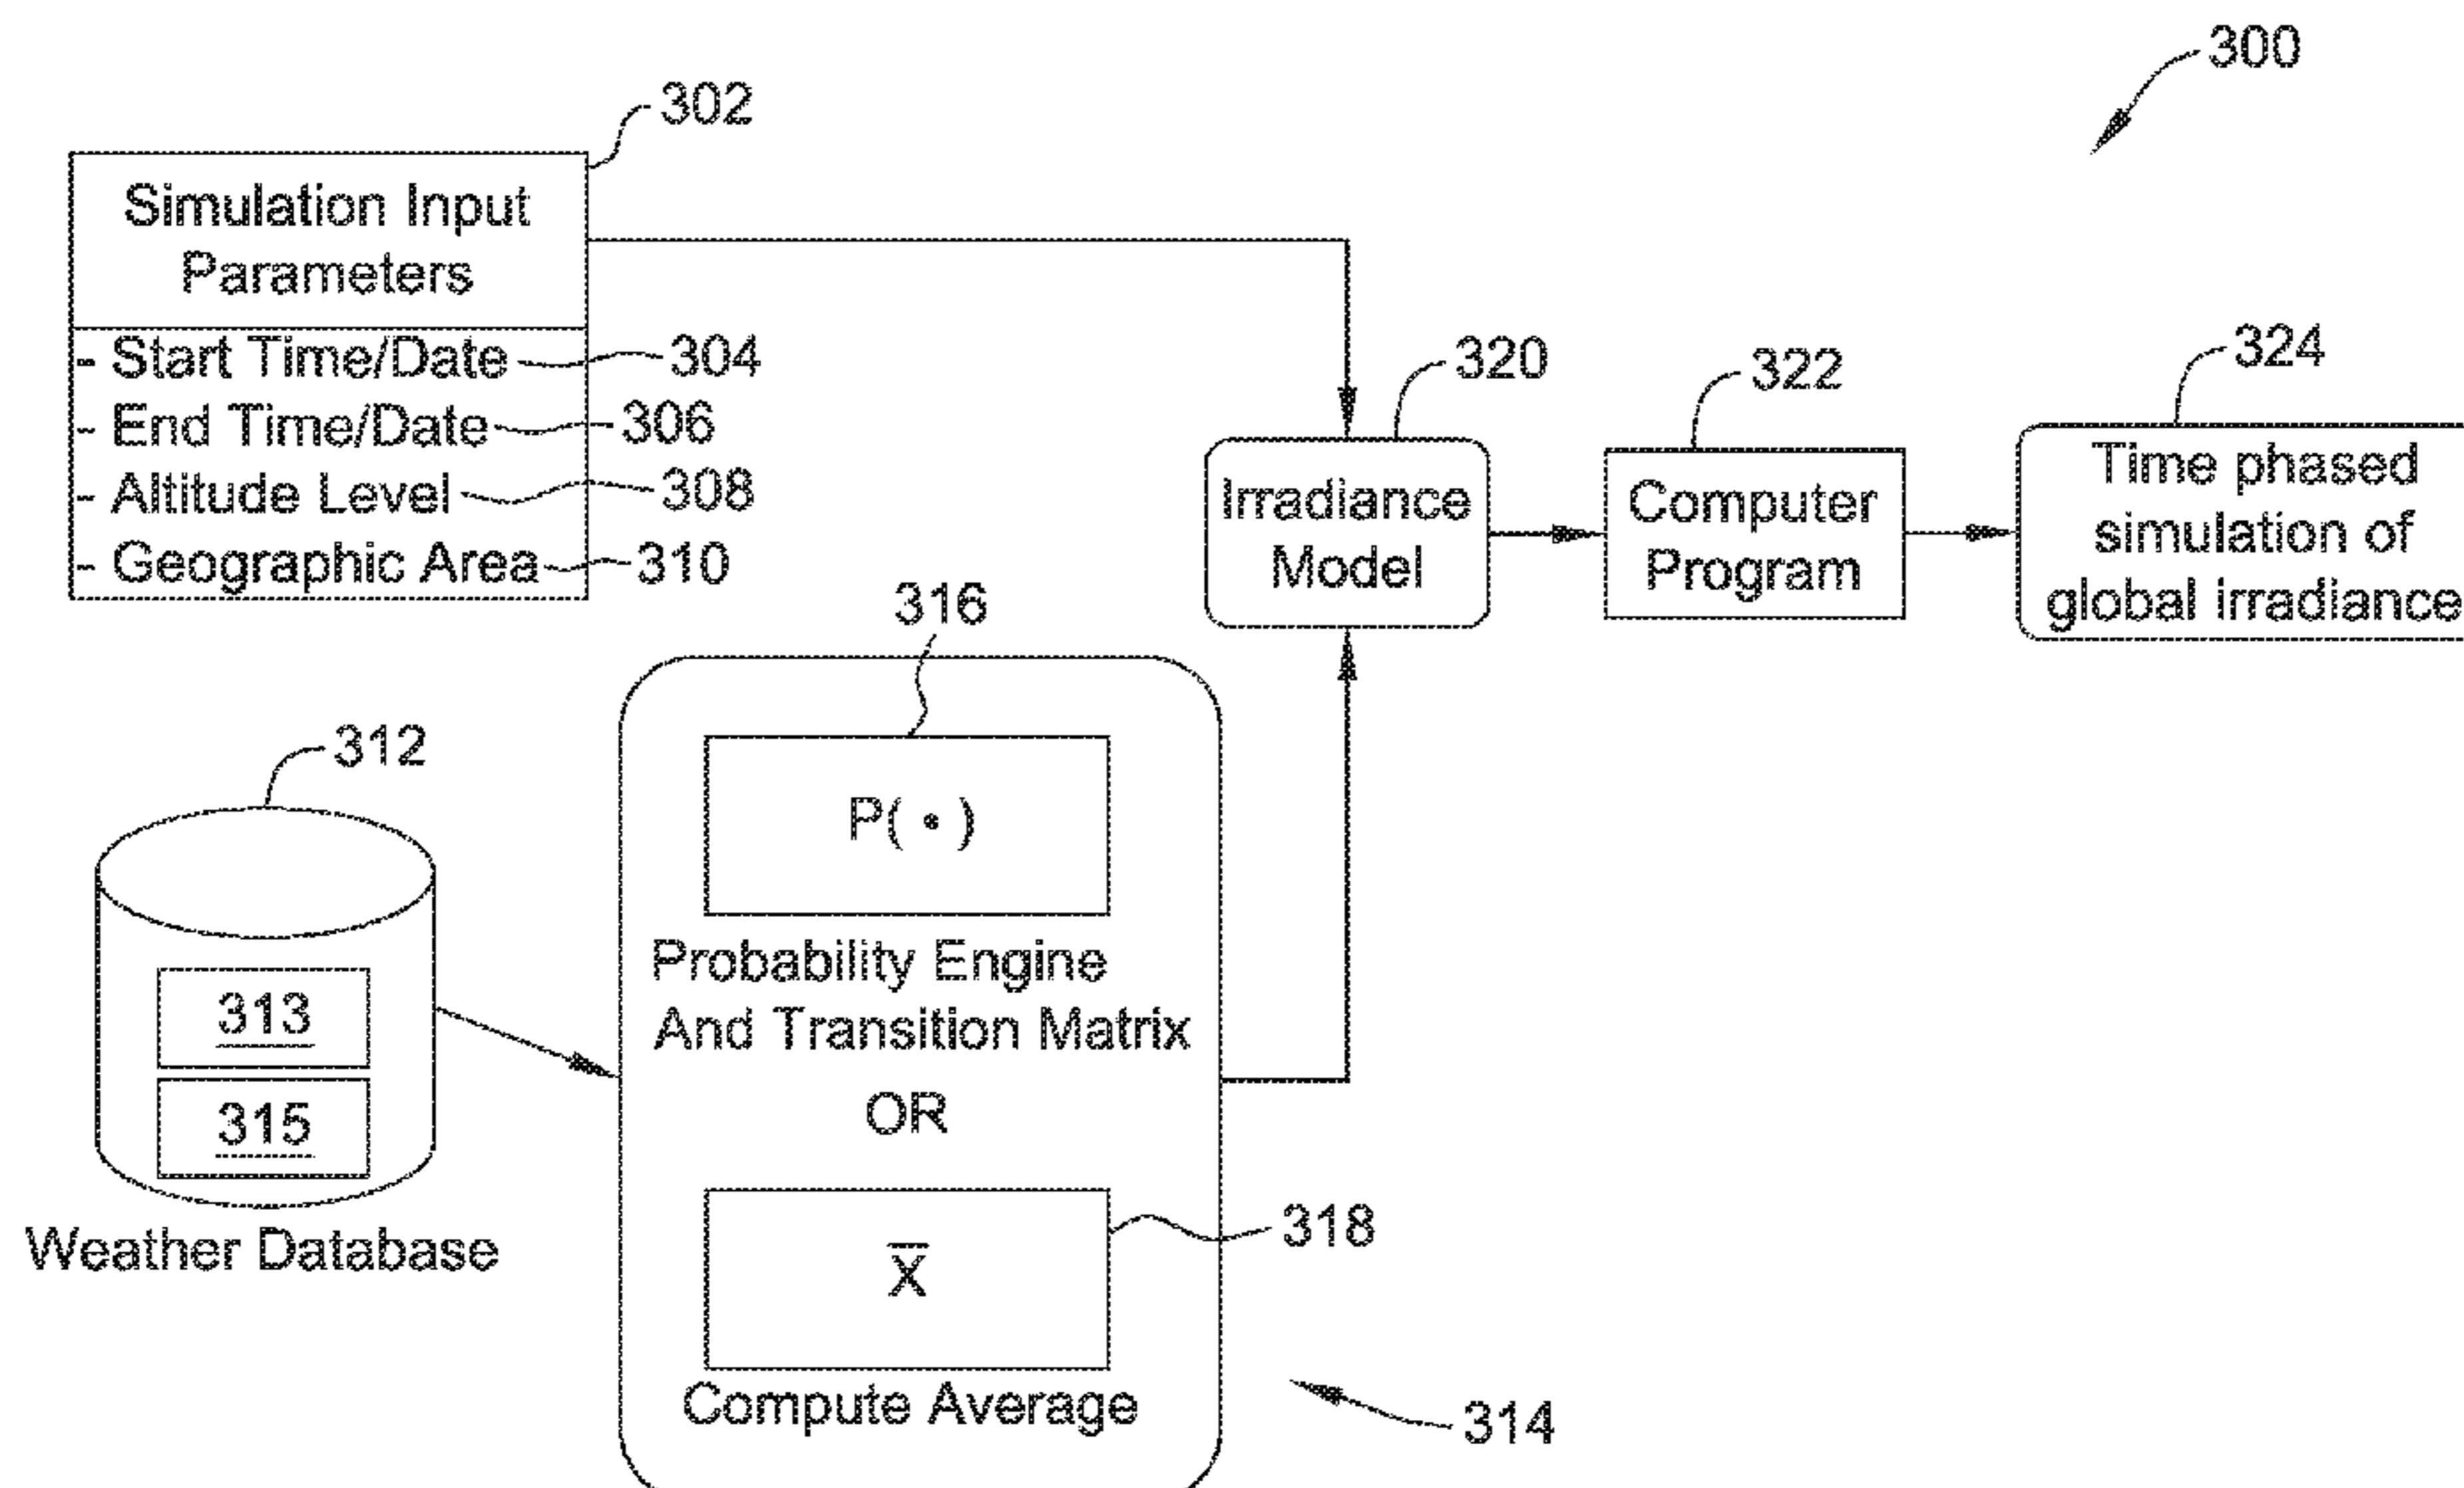 300
302
Simulation Input
Parameters
- Start Time/Date 304
- End Time/Date 306
- Altitude Level 308
- Geographic Area 310
320
Irradiance
Model
322
Computer
Program
324
Time phased
simulation of
global irradiance
312
313
315
Weather Database
316
P( • )
Probability Engine
And Transition Matrix
OR
318
X̅
Compute Average
314